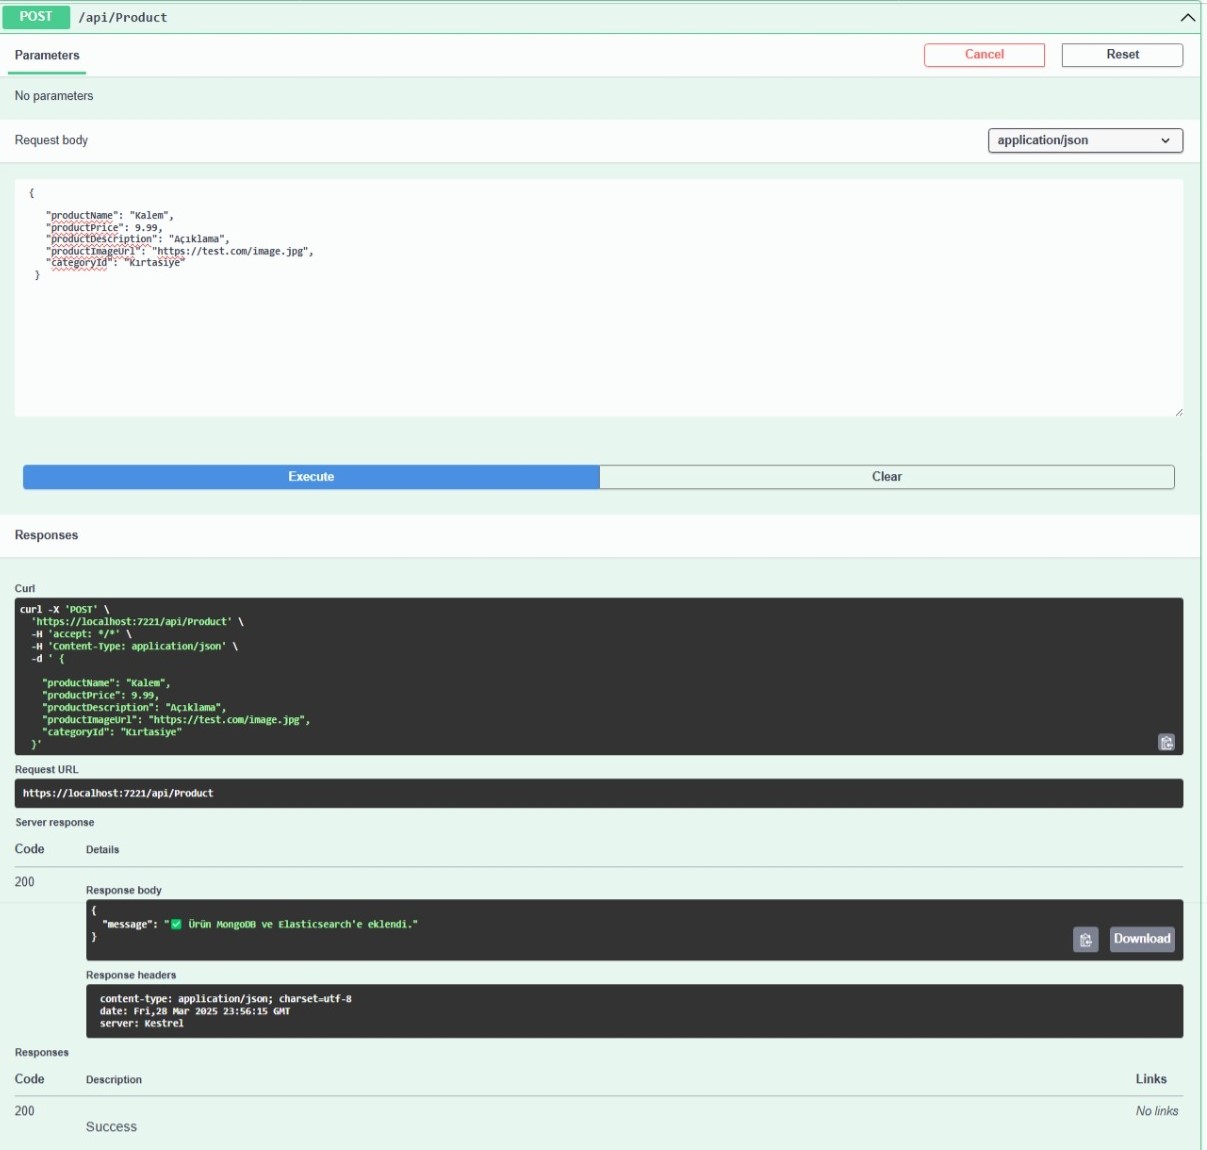 POST /api/Product
Parameters
Cancel
Reset
No parameters
Request body
application/json
{
"productName": "Kalem",
"productPrice": 9.99,
"productDescription": "Açıklama",
"productImageUrl": "https://test.com/image.jpg",
"categoryId": "Kırtasiye"
}
Execute
Clear
Responses
Curl
curl -X 'POST' \
'https://localhost:7221/api/Product' \
-H 'accept: */*' \
-H 'Content-Type: application/json' \
-d ' {
"productName": "Kalem",
"productPrice": 9.99,
"productDescription": "Açıklama",
"productImageUrl": "https://test.com/image.jpg",
"categoryId": "Kırtasiye"
}'
Request URL
https://localhost:7221/api/Product
Server response
Code Details
200
Response body
{
"message": "✅ Ürün MongoDB ve Elasticsearch'e eklendi."
}
Download
Response headers
content-type: application/json; charset=utf-8
date: Fri,28 Mar 2025 23:56:15 GMT
server: Kestrel
Responses
Code Description Links
200 No links
Success